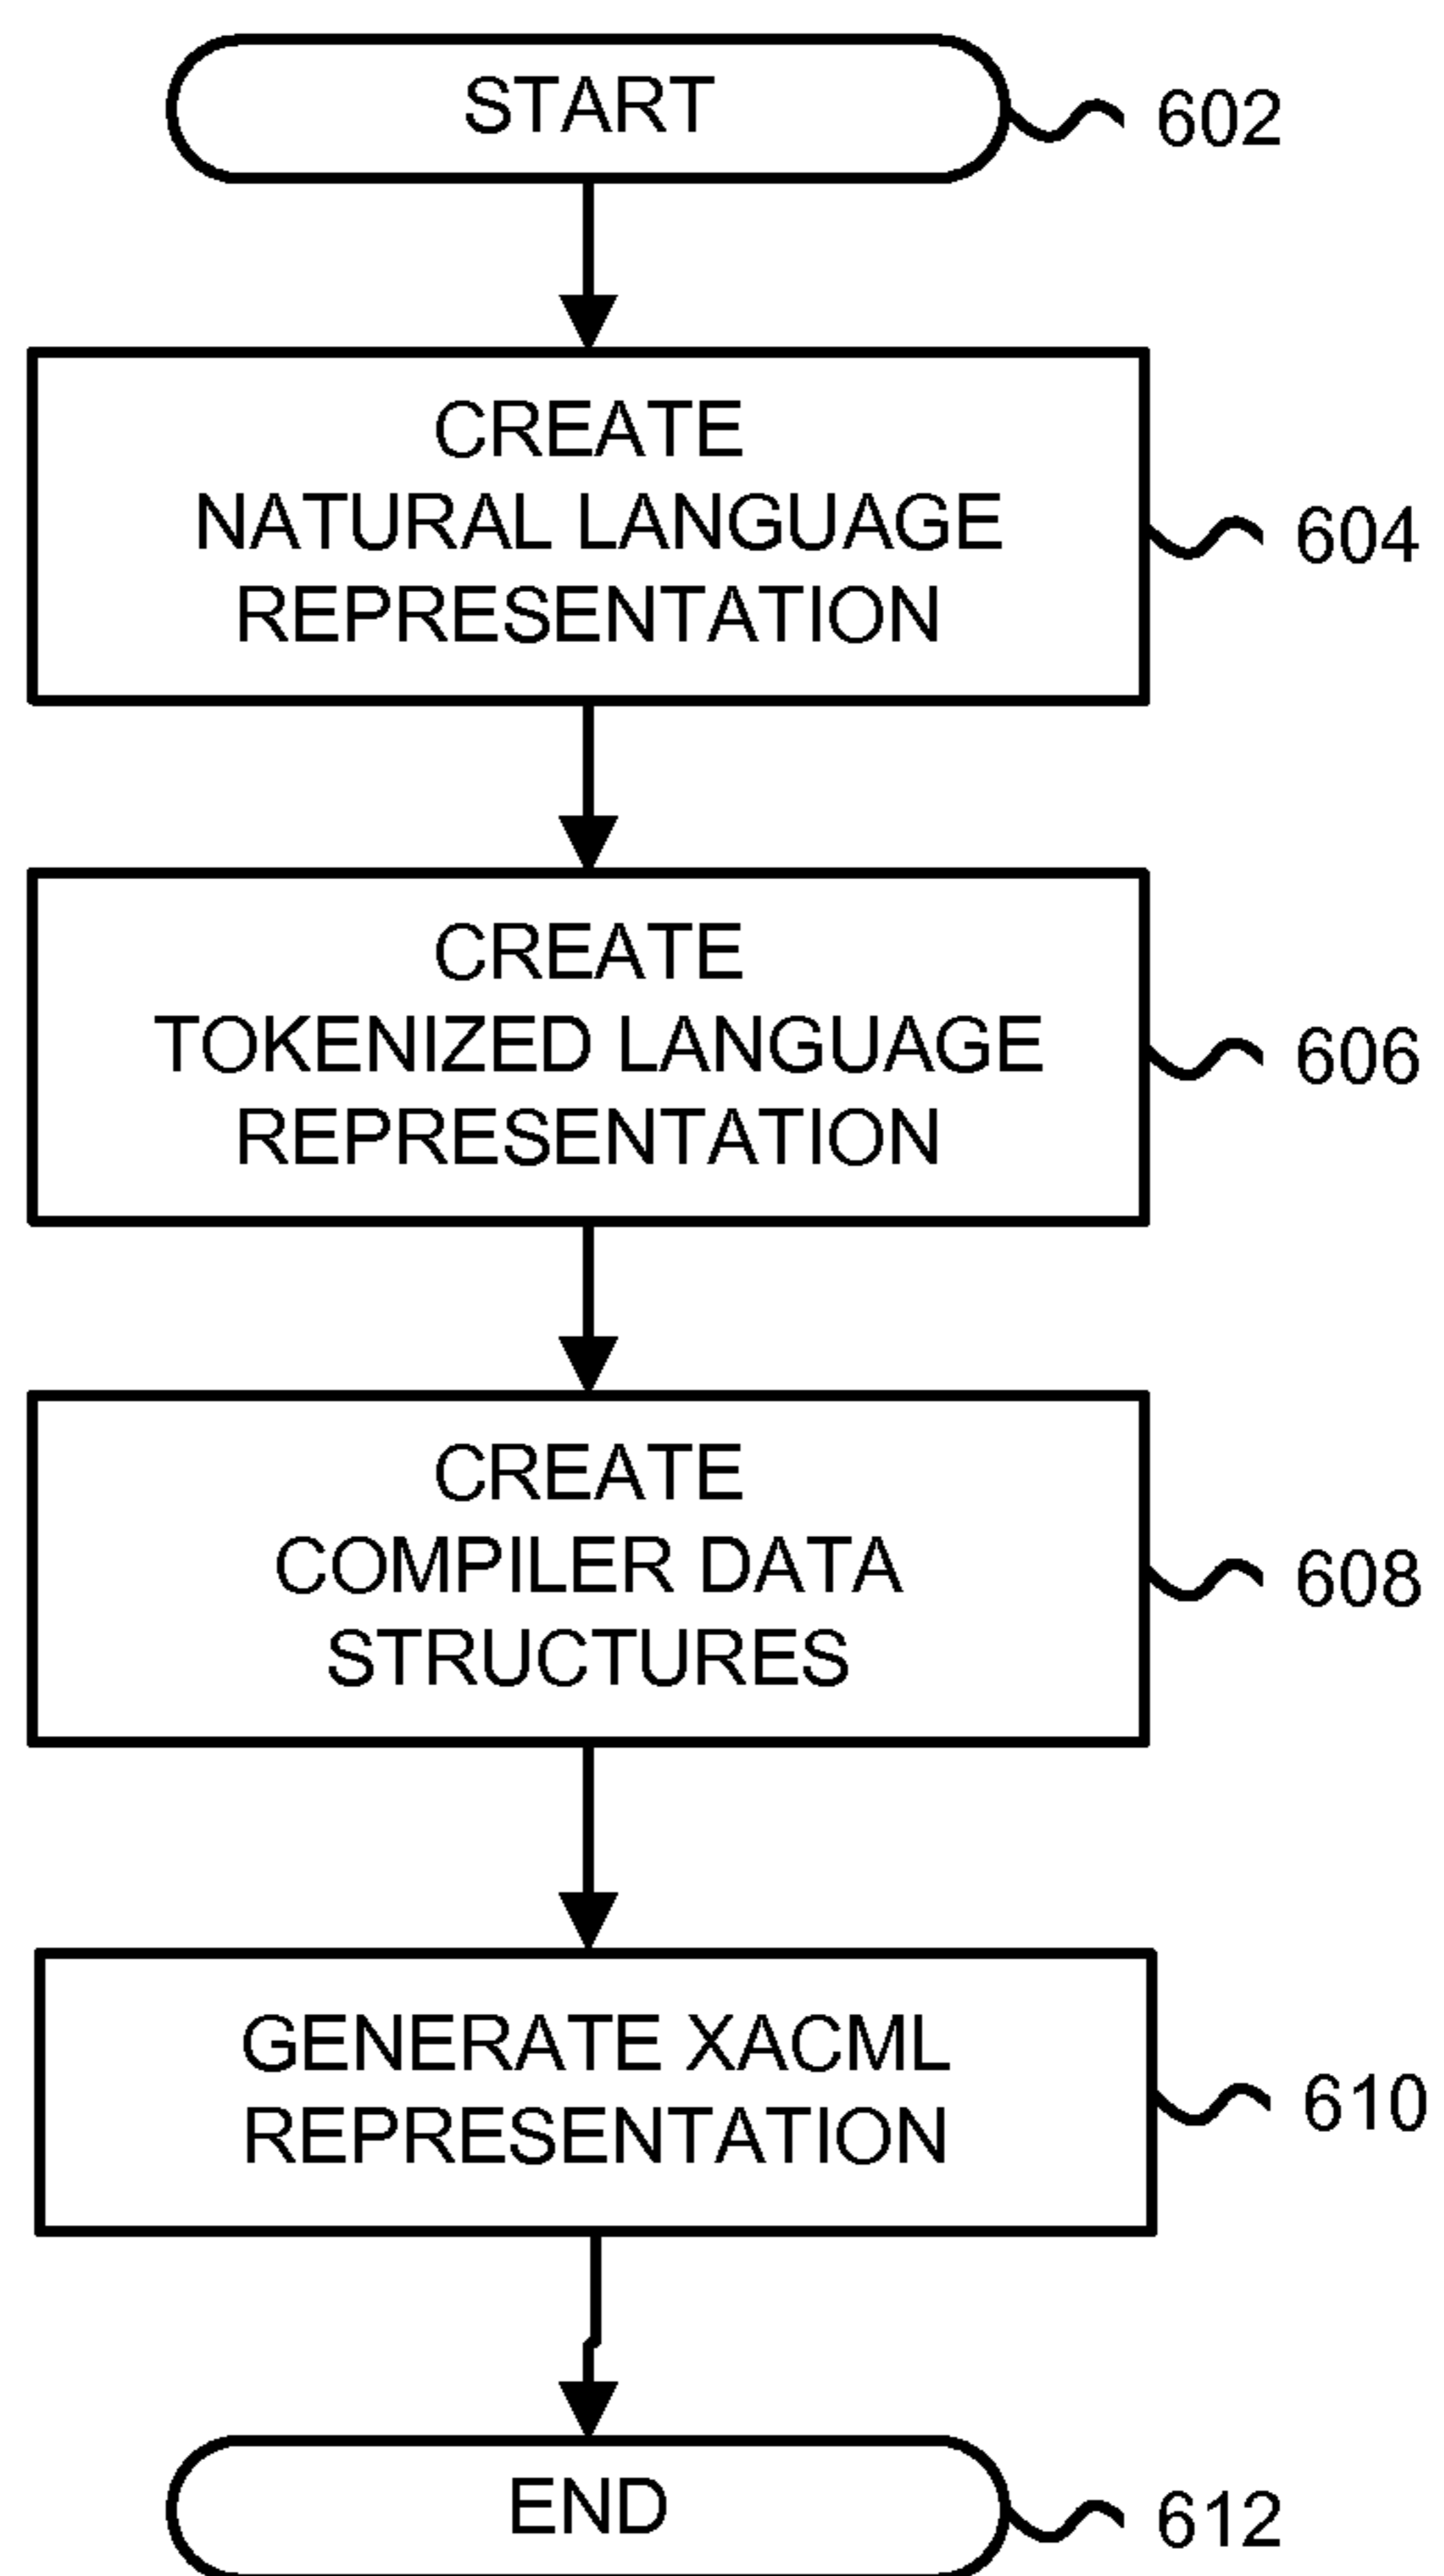 START
602
CREATE
NATURAL LANGUAGE
REPRESENTATION
604
CREATE
TOKENIZED LANGUAGE
REPRESENTATION
606
CREATE
COMPILER DATA
STRUCTURES
608
GENERATE XACML
REPRESENTATION
610
END
612